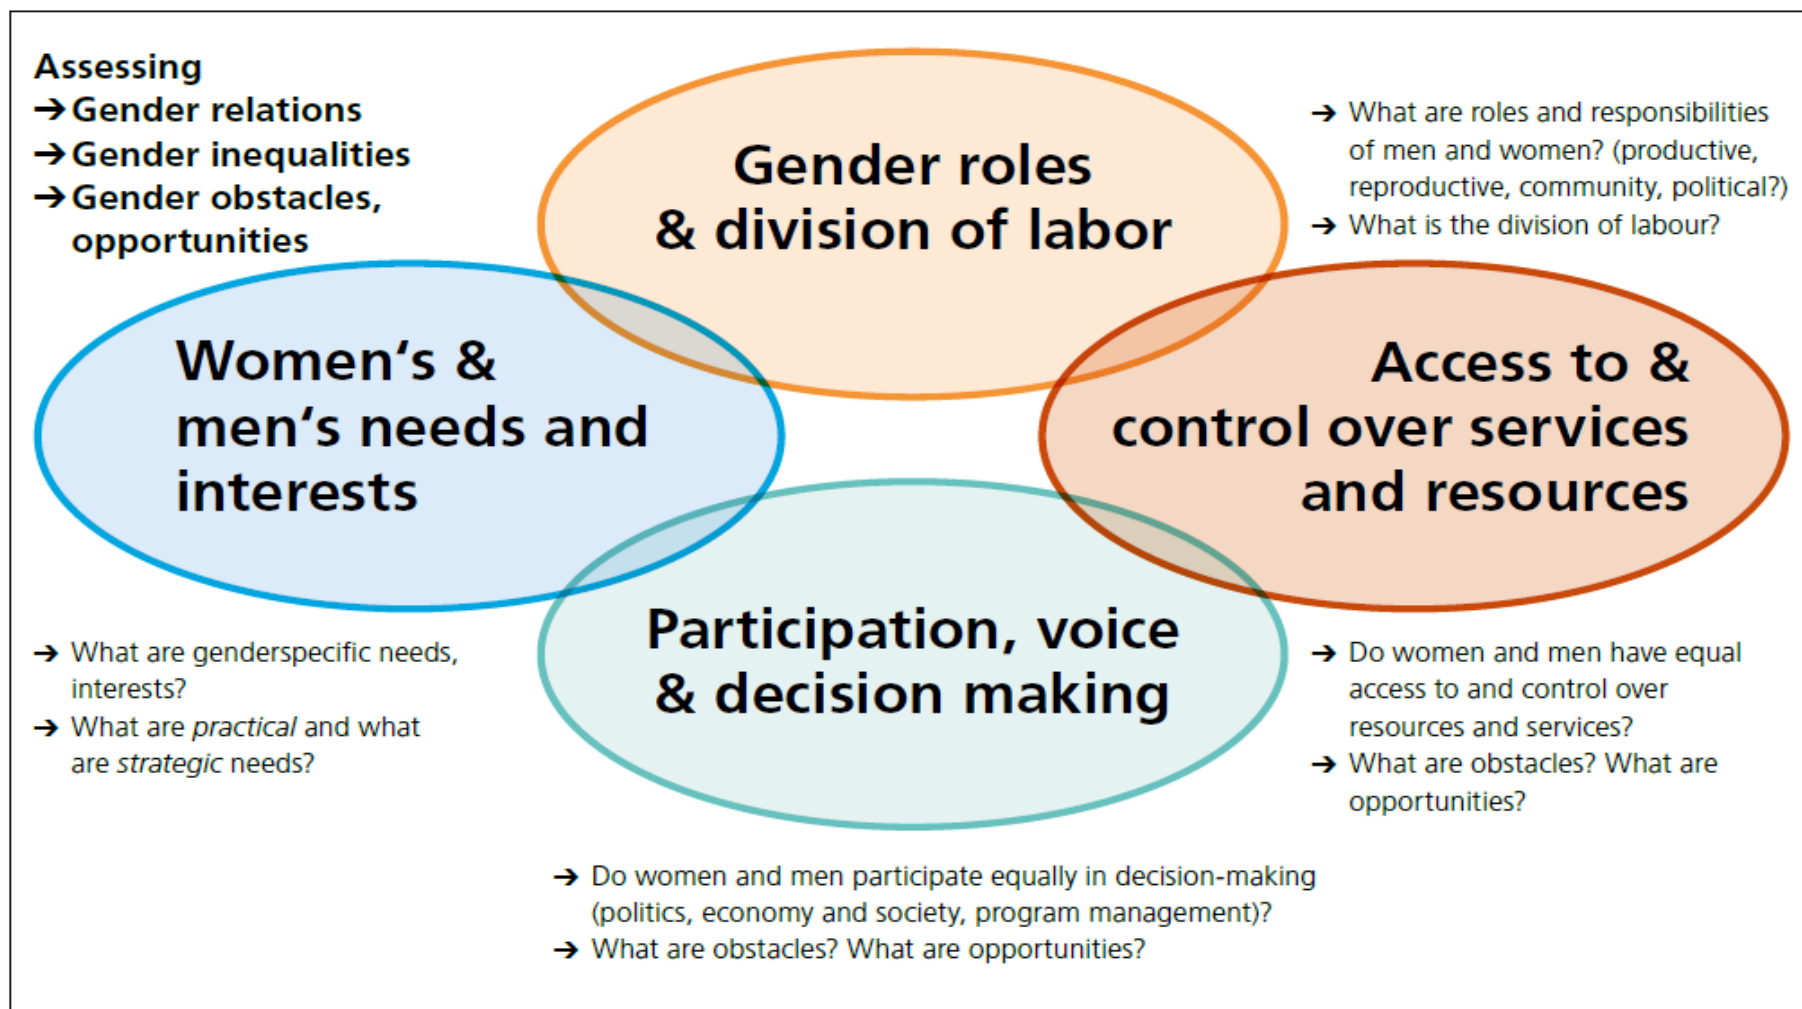 Assessing
➔ Gender relations
➔ Gender inequalities
➔ Gender obstacles,
opportunities
Gender roles
& division of labor
➔ What are roles and responsibilities
of men and women? (productive,
reproductive, community, political?)
➔ What is the division of labour?
Women‘s &
men‘s needs and
interests
Access to &
control over services
and resources
Participation, voice
& decision making
➔ What are genderspecific needs,
interests?
➔ What are practical and what
are strategic needs?
➔ Do women and men have equal
access to and control over
resources and services?
➔ What are obstacles? What are
opportunities?
➔ Do women and men participate equally in decision-making
(politics, economy and society, program management)?
➔ What are obstacles? What are opportunities?